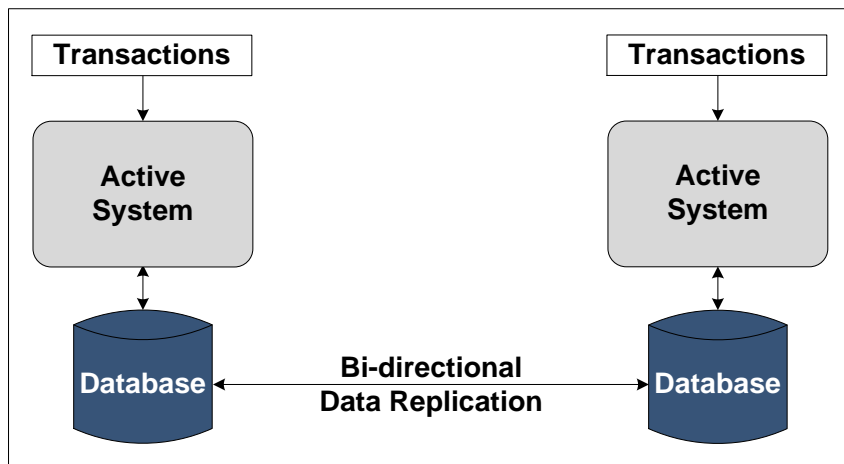 Transactions
Transactions
Active
System
Active
System
Database
Bi-directional
Data Replication
Database